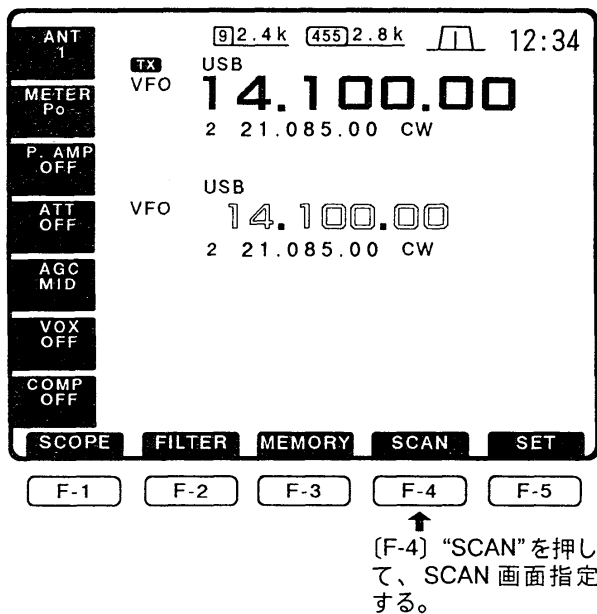 ANT
1
9 2.4k 455 2.8k 12:34
TX USB
VFO 14.100.00
2 21.085.00 CW
METER
Po
P. AMP
OFF
USB
VFO 14.100.00
2 21.085.00 CW
ATT
OFF
AGC
MID
VOX
OFF
COMP
OFF
SCOPE FILTER MEMORY SCAN SET
F-1 F-2 F-3 F-4 F-5
〔F-4〕“SCAN”を押し
て、SCAN 画面指定
する。